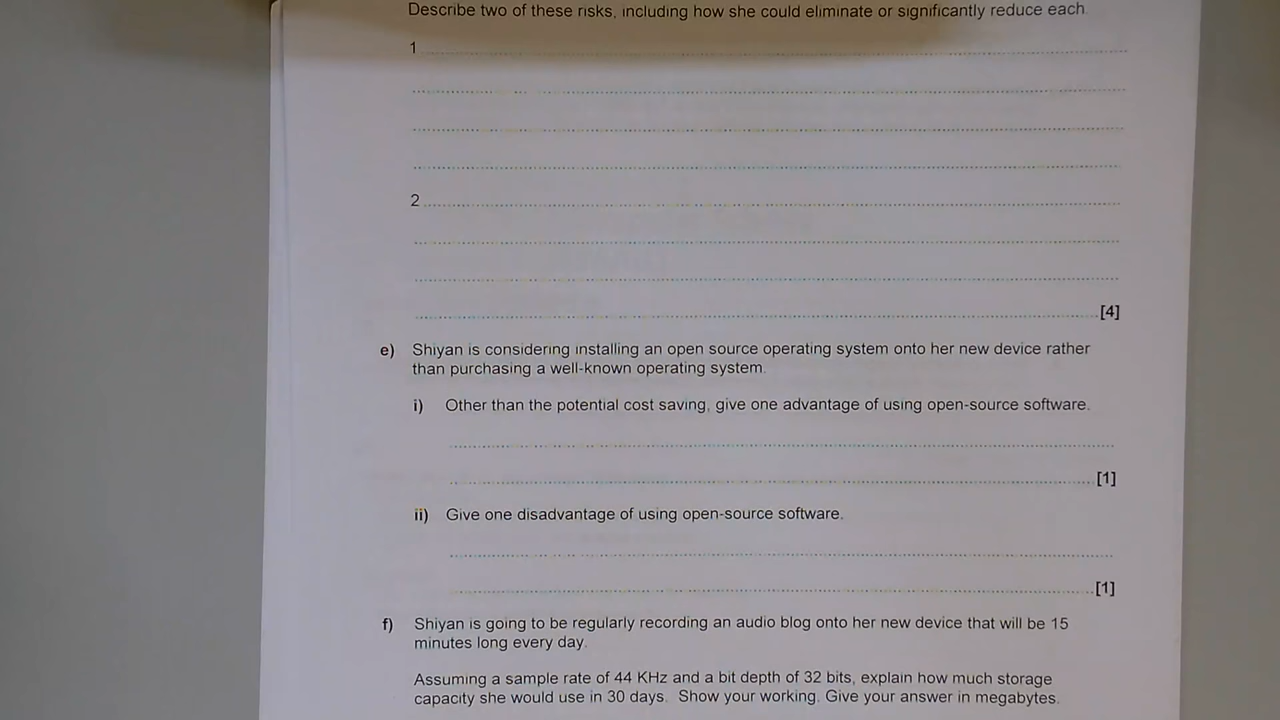 Describe two of these risks, including how she could eliminate or significantly reduce each.
1
2
[4]
e) Shiyan is considering installing an open source operating system onto her new device rather
than purchasing a well-known operating system.
i) Other than the potential cost saving, give one advantage of using open-source software.
[1]
ii) Give one disadvantage of using open-source software.
[1]
f) Shiyan is going to be regularly recording an audio blog onto her new device that will be 15
minutes long every day.
Assuming a sample rate of 44 KHz and a bit depth of 32 bits, explain how much storage
capacity she would use in 30 days. Show your working. Give your answer in megabytes.